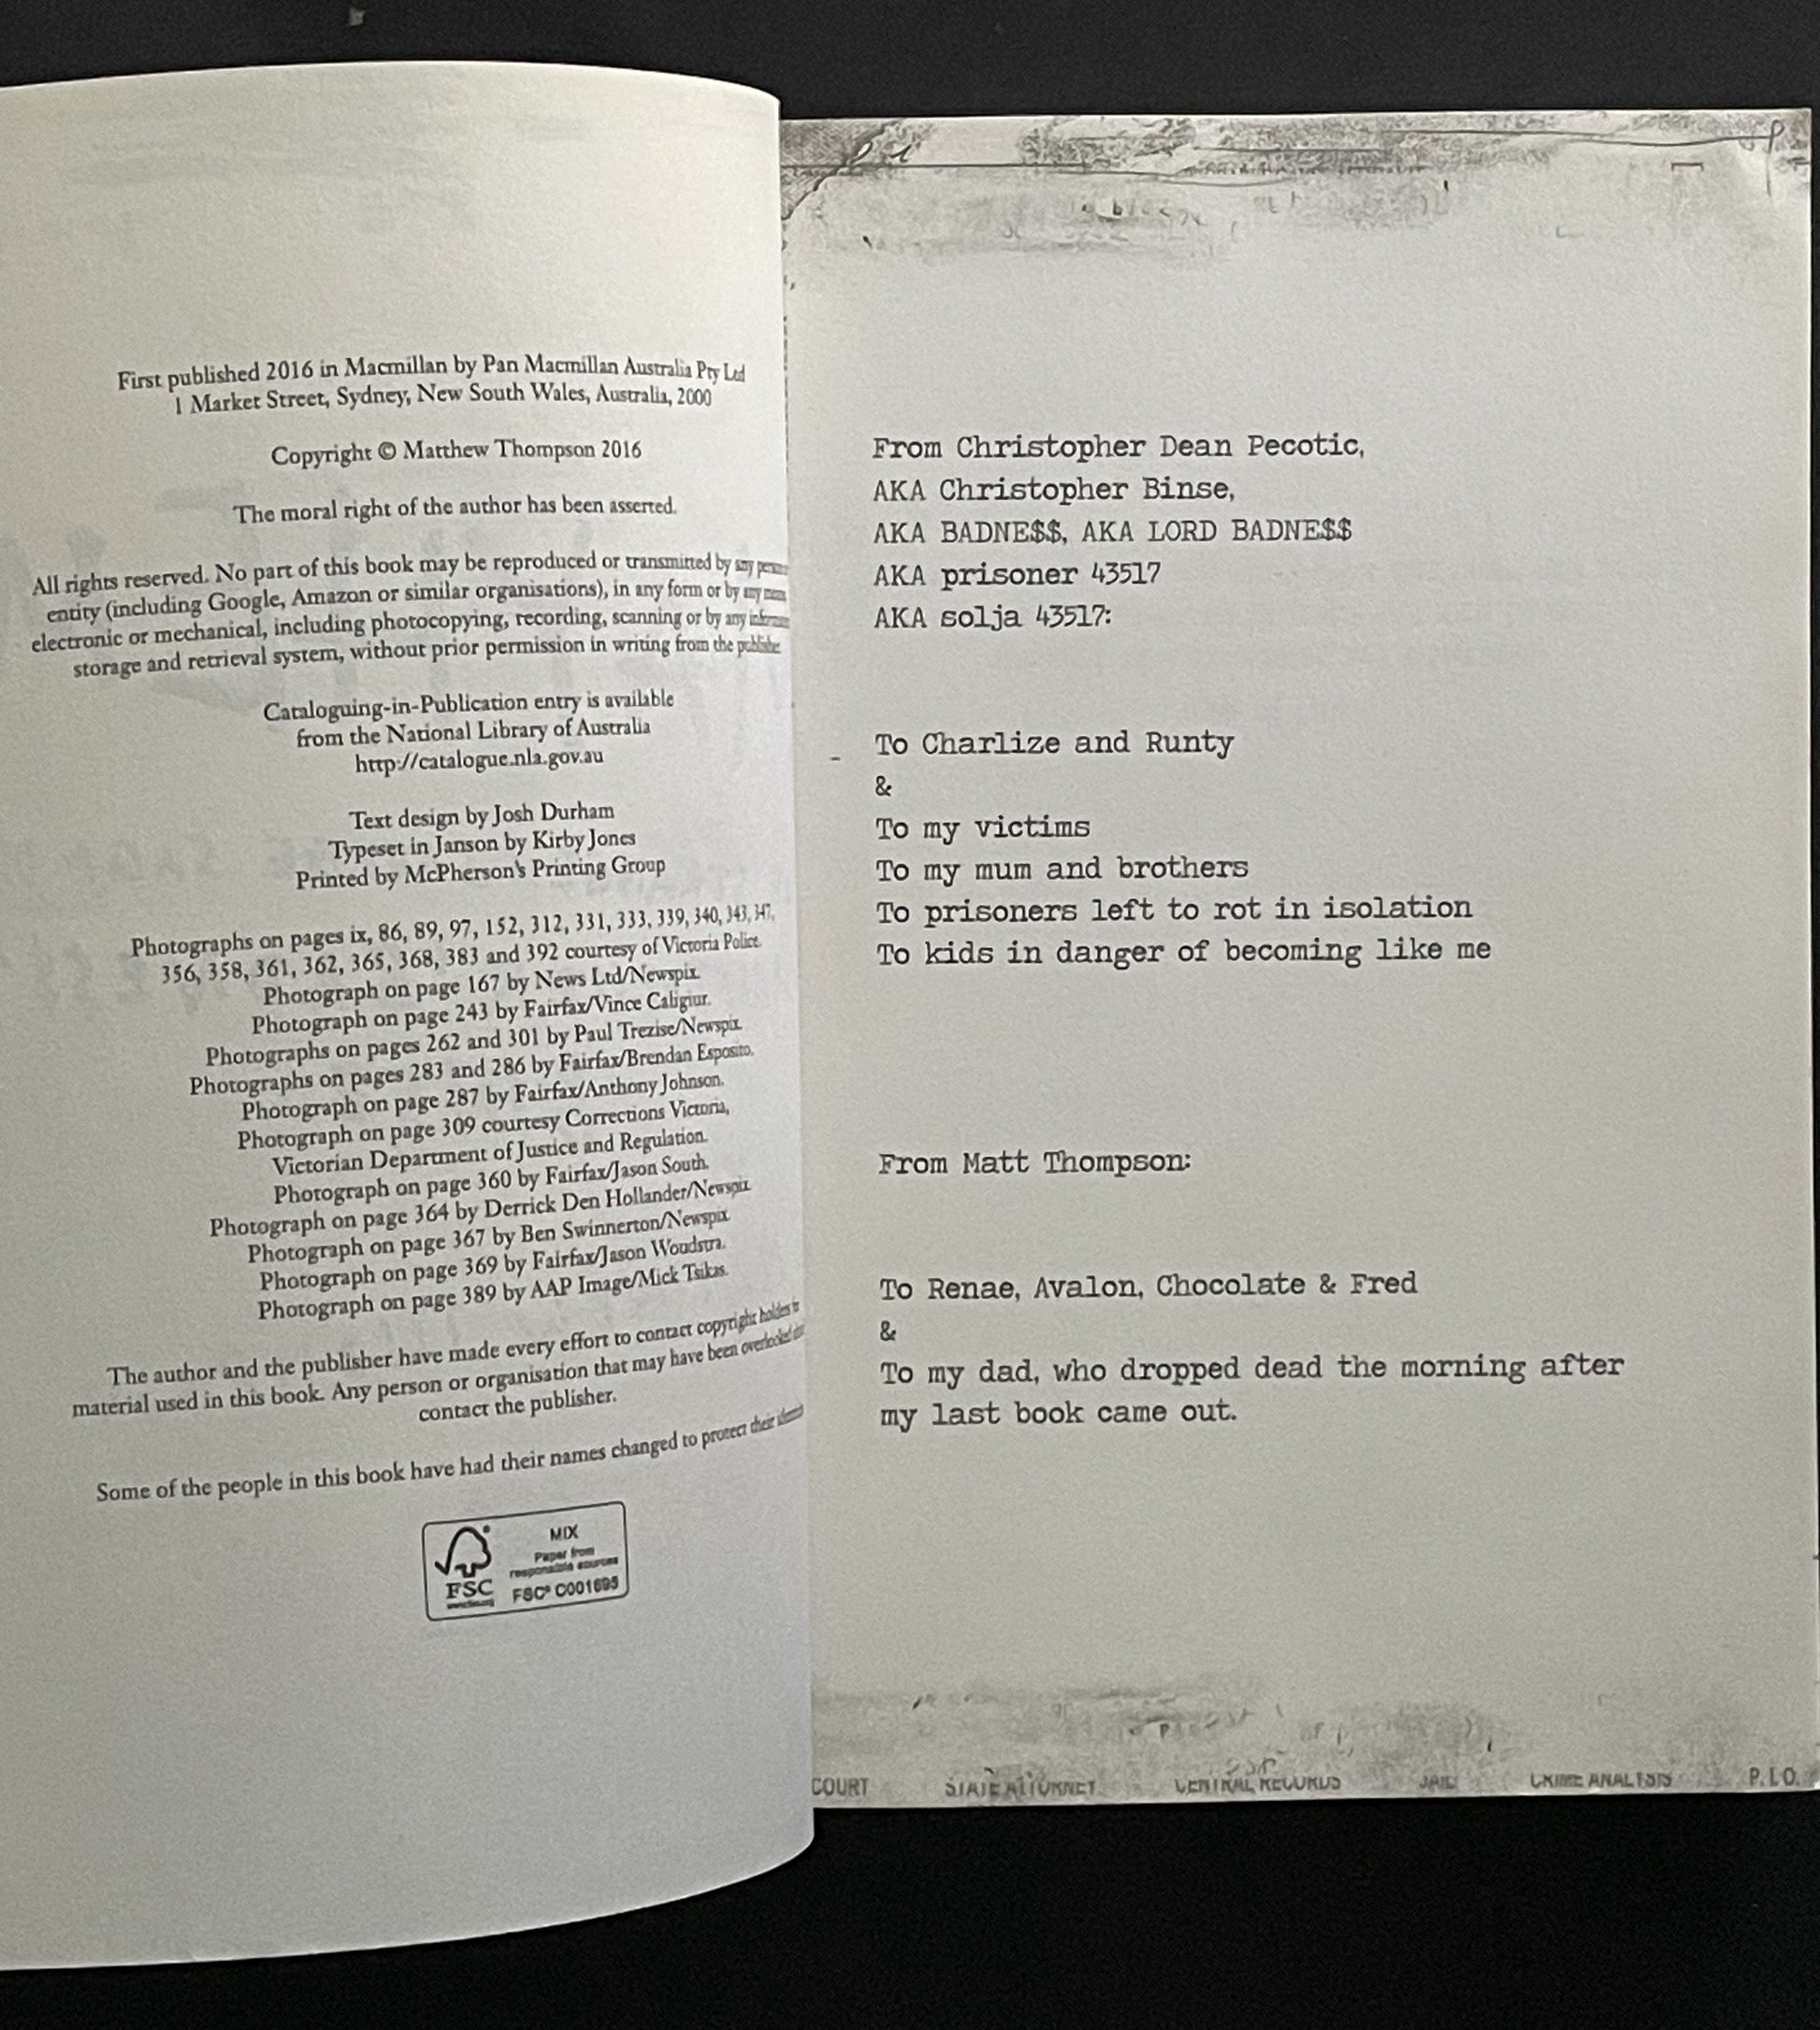 First published 2016 in Macmillan by Pan Macmillan Australia Pty Ltd
1 Market Street, Sydney, New South Wales, Australia, 2000
Copyright © Matthew Thompson 2016
The moral right of the author has been asserted.
All rights reserved. No part of this book may be reproduced or transmitted by any
entity (including Google, Amazon or similar organisations), in any form or by any
electronic or mechanical, including photocopying, recording, scanning or by any
storage and retrieval system, without prior permission in writing from the
Cataloguing-in-Publication entry is available
from the National Library of Australia
http://catalogue.nla.gov.au
Text design by Josh Durham
Typeset in Janson by Kirby Jones
Printed by McPherson's Printing Group
Photographs on pages ix, 86, 89, 97, 152, 312, 331, 333, 339, 340, 343, 347,
356, 358, 361, 362, 365, 368, 383 and 392 courtesy of Victoria Police.
Photograph on page 167 by News Ltd/Newspix.
Photograph on page 243 by Fairfax/Vince
Photographs on pages 262 and 301 by Paul Trezise/Newspix.
Photographs on pages 283 and 286 by Fairfax/Brendan Esposito.
Photograph on page 287 by Fairfax/Anthony Johnson.
Photograph on page 309 courtesy Corrections Victoria,
Victorian Department of Justice and Regulation.
Photograph on page 360 by Fairfax/Jason South.
Photograph on page 364 by Derrick Den Hollander/Newspix.
Photograph on page 367 by Ben Swinnerton/Newspix.
Photograph on page 369 by Fairfax/Jason
Photograph on page 389 by AAP Image/Mick Tsikas.
The author and the publisher have made every effort to contact copyright holders
material used in this book. Any person or organisation that may have been overlooked
contact the publisher.
Some of the people in this book have had their names changed to protect their
FSC
MIX
Paper from
responsible sources
FSC® C001695
From Christopher Dean Pecotic,
AKA Christopher Binse,
AKA BADNE$$, AKA LORD BADNE$$
AKA prisoner 43517
AKA solja 43517:
To Charlize and Runty
&
To my victims
To my mum and brothers
To prisoners left to rot in isolation
To kids in danger of becoming like me
From Matt Thompson:
To Renae, Avalon, Chocolate & Fred
&
To my dad, who dropped dead the morning after
my last book came out.
COURT STATE ATTORNEY CENTRAL RECORDS JAIL CRIME ANALYSIS P.I.O.